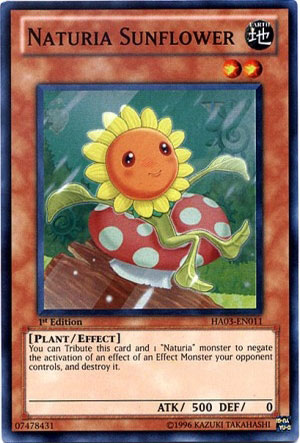 NATURIA SUNFLOWER
EARTH
地
1st Edition
HA03-EN011
[PLANT/EFFECT]
You can Tribute this card and 1 "Naturia" monster to negate
the activation of an effect of an Effect Monster your opponent
controls, and destroy it.
ATK/ 500 DEF/ 0
07478431
©1996 KAZUKI TAKAHASHI